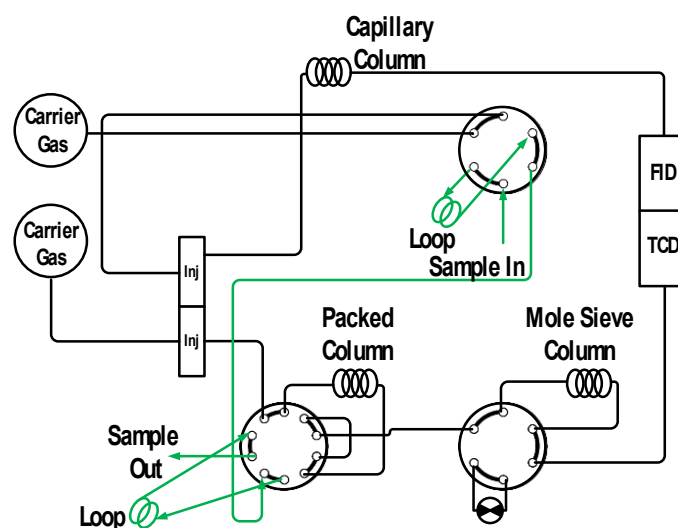 Capillary
Column
Carrier
Gas
FID
Loop
Sample In
Carrier
Gas
TCD
Inj
Packed
Column
Mole Sieve
Column
Inj
Sample
Out
Loop